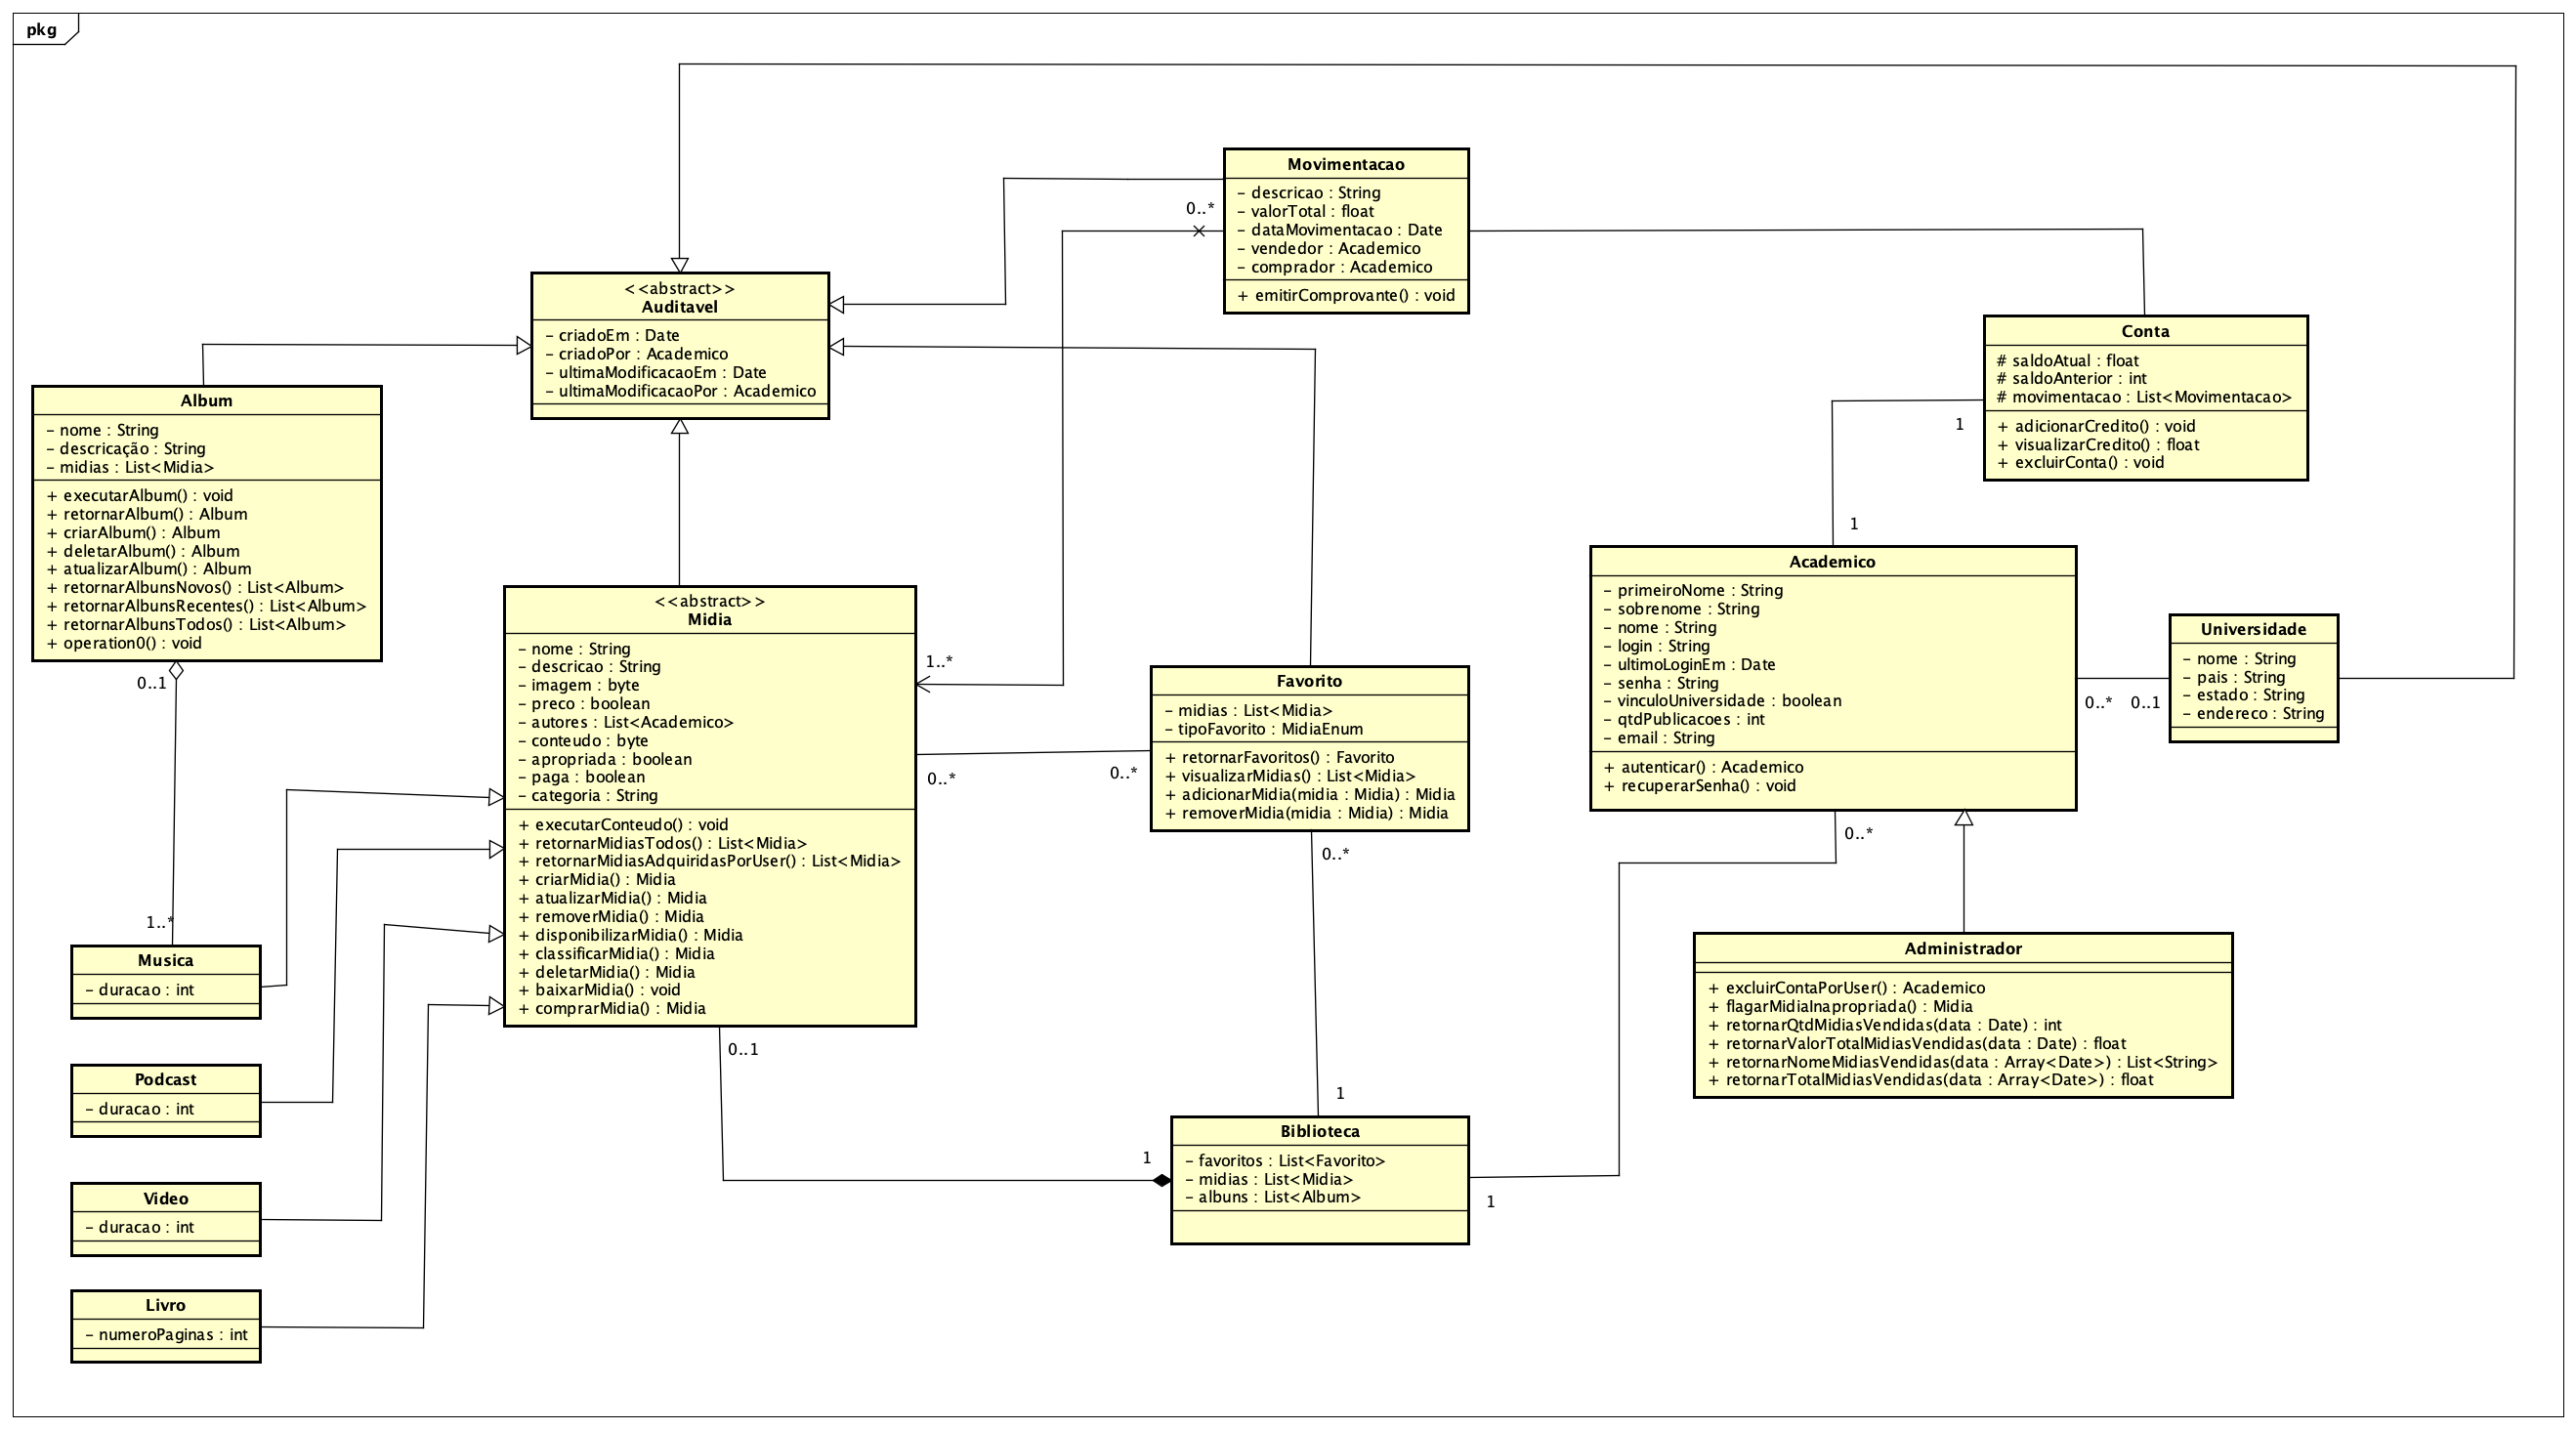 pkg
Movimentacao
- descricao : String
- valorTotal : float
- dataMovimentacao : Date
- vendedor : Academico
- comprador : Academico
+ emitirComprovante() : void
0..*
<<abstract>>
Auditavel
- criadoEm : Date
- criadoPor : Academico
- ultimaModificacaoEm : Date
- ultimaModificacaoPor : Academico
Conta
# saldoAtual : float
# saldoAnterior : int
# movimentacao : List<Movimentacao>
+ adicionarCredito() : void
+ visualizarCredito() : float
+ excluirConta() : void
1
1
Album
- nome : String
- descricação : String
- midias : List<Midia>
+ executarAlbum() : void
+ retornarAlbum() : Album
+ criarAlbum() : Album
+ deletarAlbum() : Album
+ atualizarAlbum() : Album
+ retornarAlbunsNovos() : List<Album>
+ retornarAlbunsRecentes() : List<Album>
+ retornarAlbunsTodos() : List<Album>
+ operation0() : void
0..1
1..*
<<abstract>>
Midia
- nome : String
- descricao : String
- imagem : byte
- preco : boolean
- autores : List<Academico>
- conteudo : byte
- apropriada : boolean
- paga : boolean
- categoria : String
+ executarConteudo() : void
+ retornarMidiasTodos() : List<Midia>
+ retornarMidiasAdquiridasPorUser() : List<Midia>
+ criarMidia() : Midia
+ atualizarMidia() : Midia
+ removerMidia() : Midia
+ disponibilizarMidia() : Midia
+ classificarMidia() : Midia
+ deletarMidia() : Midia
+ baixarMidia() : void
+ comprarMidia() : Midia
1..*
0..*
0..*
0..1
Favorito
- midias : List<Midia>
- tipoFavorito : MidiaEnum
+ retornarFavoritos() : Favorito
+ visualizarMidias() : List<Midia>
+ adicionarMidia(midia : Midia) : Midia
+ removerMidia(midia : Midia) : Midia
0..*
1
Academico
- primeiroNome : String
- sobrenome : String
- nome : String
- login : String
- ultimoLoginEm : Date
- senha : String
- vinculoUniversidade : boolean
- qtdPublicacoes : int
- email : String
+ autenticar() : Academico
+ recuperarSenha() : void
0..*
0..*
0..1
Universidade
- nome : String
- pais : String
- estado : String
- endereco : String
Administrador
+ excluirContaPorUser() : Academico
+ flagarMidiaInapropriada() : Midia
+ retornarQtdMidiasVendidas(data : Date) : int
+ retornarValorTotalMidiasVendidas(data : Date) : float
+ retornarNomeMidiasVendidas(data : Array<Date>) : List<String>
+ retornarTotalMidiasVendidas(data : Array<Date>) : float
Musica
- duracao : int
Podcast
- duracao : int
Video
- duracao : int
Livro
- numeroPaginas : int
1
Biblioteca
- favoritos : List<Favorito>
- midias : List<Midia>
- albuns : List<Album>
1